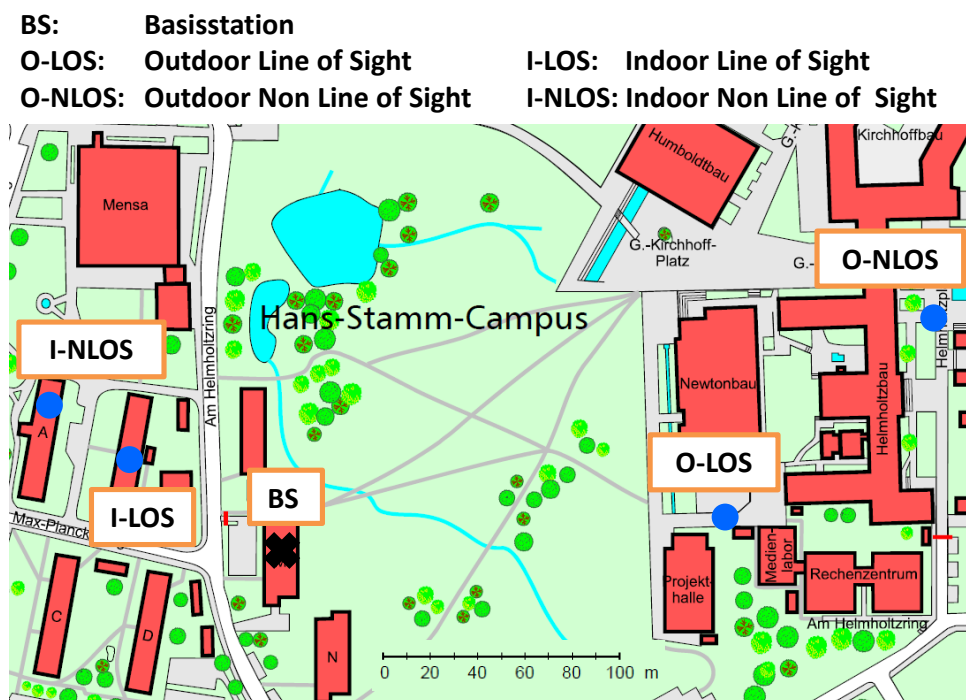 BS: Basisstation
O-LOS: Outdoor Line of Sight I-LOS: Indoor Line of Sight
O-NLOS: Outdoor Non Line of Sight I-NLOS: Indoor Non Line of Sight
Kirchhoffbau
Humboldtbau
Mensa
G.-Kirchhoff-
Platz
O-NLOS
Hans-Stamm-Campus
Am Helmholtzring
I-NLOS
A
Newtonbau
Helmholtzbau
O-LOS
BS
I-LOS
Max-Planck
Medien-
labor
Projekt-
halle
Rechenzentrum
C
D
N
Am Helmholtzring
0 20 40 60 80 100 m